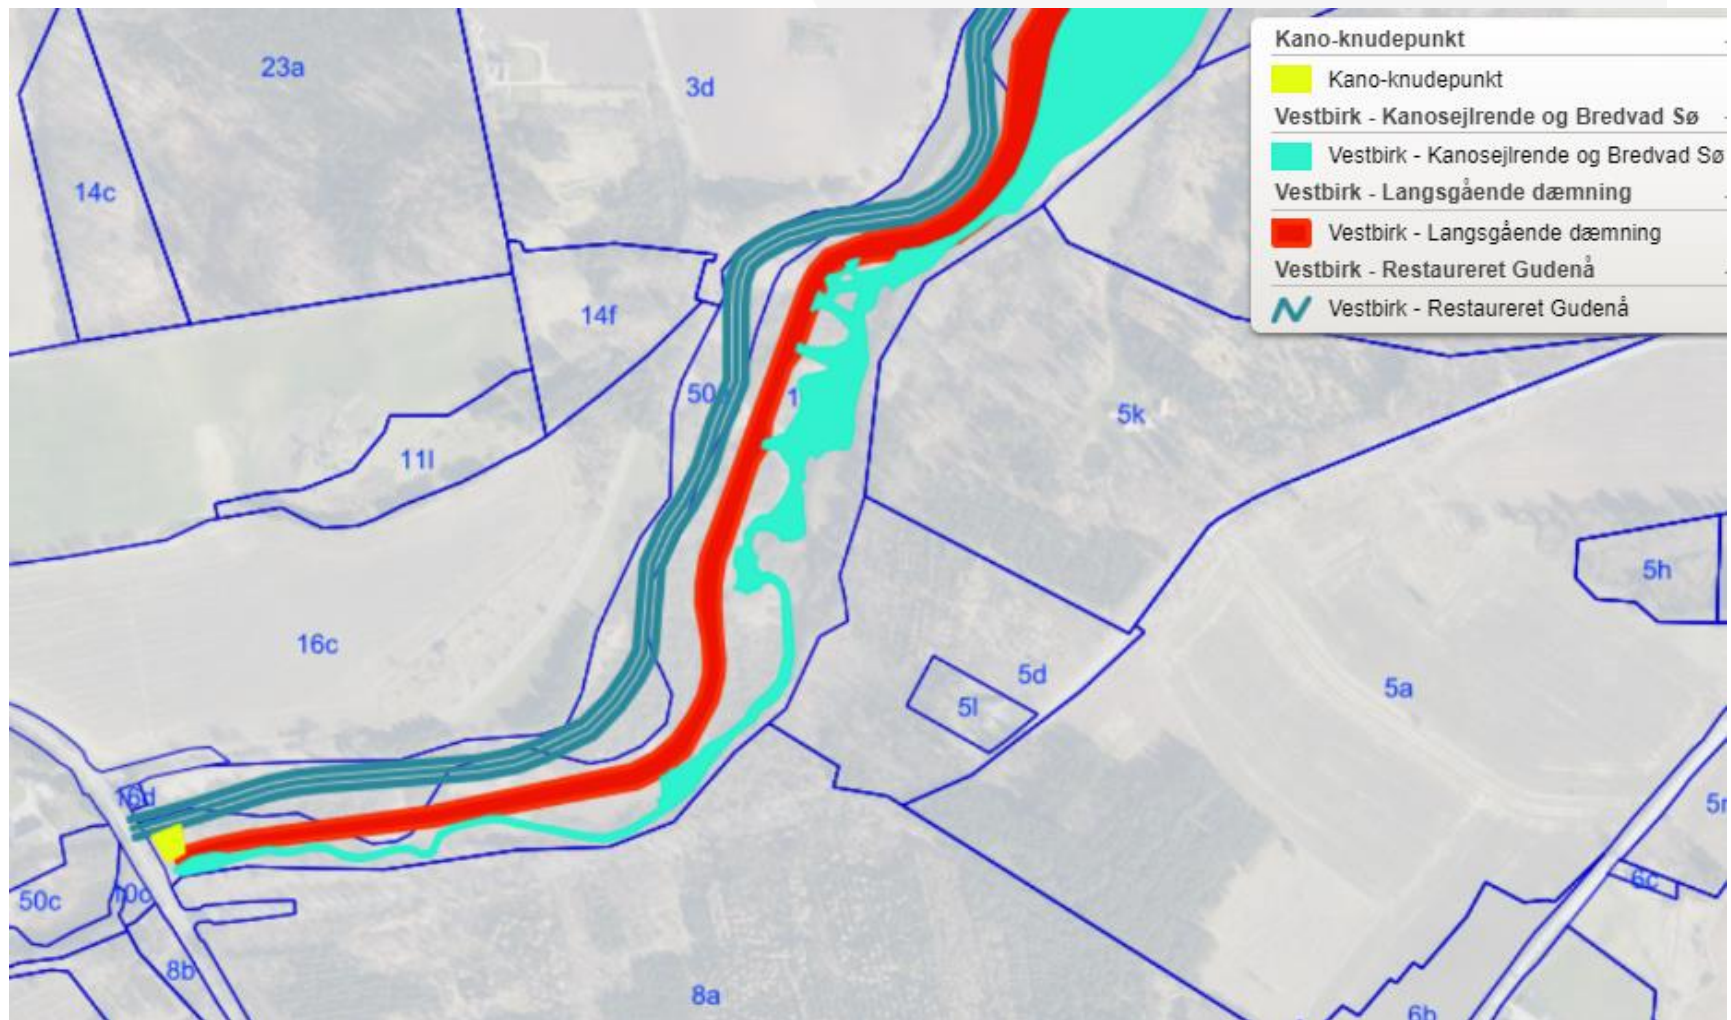 Kano-knudepunkt
Kano-knudepunkt
Vestbirk - Kanosejlrende og Bredvad Sø
Vestbirk - Kanosejlrende og Bredvad Sø
Vestbirk - Langsgående dæmning
Vestbirk - Langsgående dæmning
Vestbirk - Restaureret Gudenå
Vestbirk - Restaureret Gudenå
23a
3d
14c
14f
50
1
5k
11l
5h
16c
5d
5l
5a
16d
50c
10c
6c
8b
8a
6b